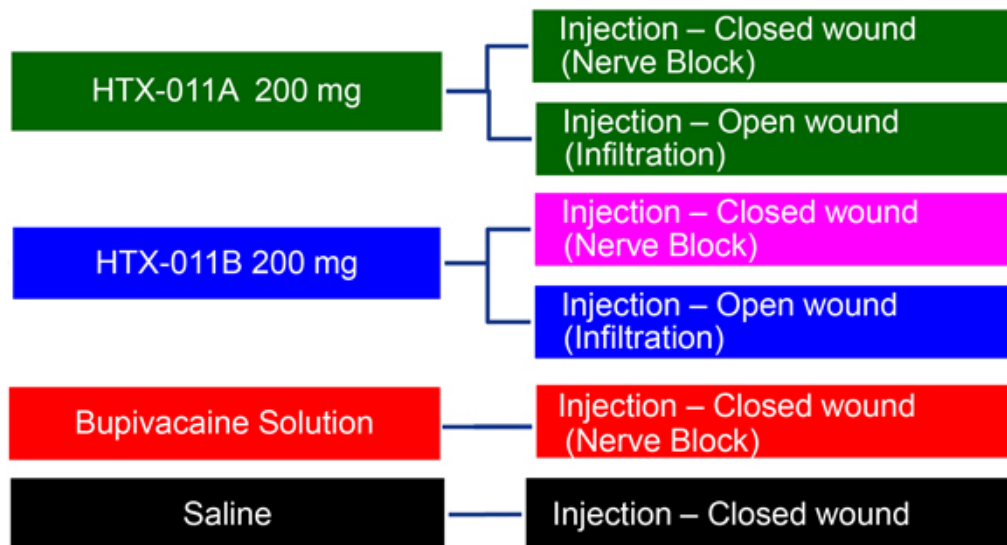 HTX-011A 200 mg
Injection – Closed wound
(Nerve Block)
Injection – Open wound
(Infiltration)
HTX-011B 200 mg
Injection – Closed wound
(Nerve Block)
Injection – Open wound
(Infiltration)
Bupivacaine Solution
Injection – Closed wound
(Nerve Block)
Saline
Injection – Closed wound